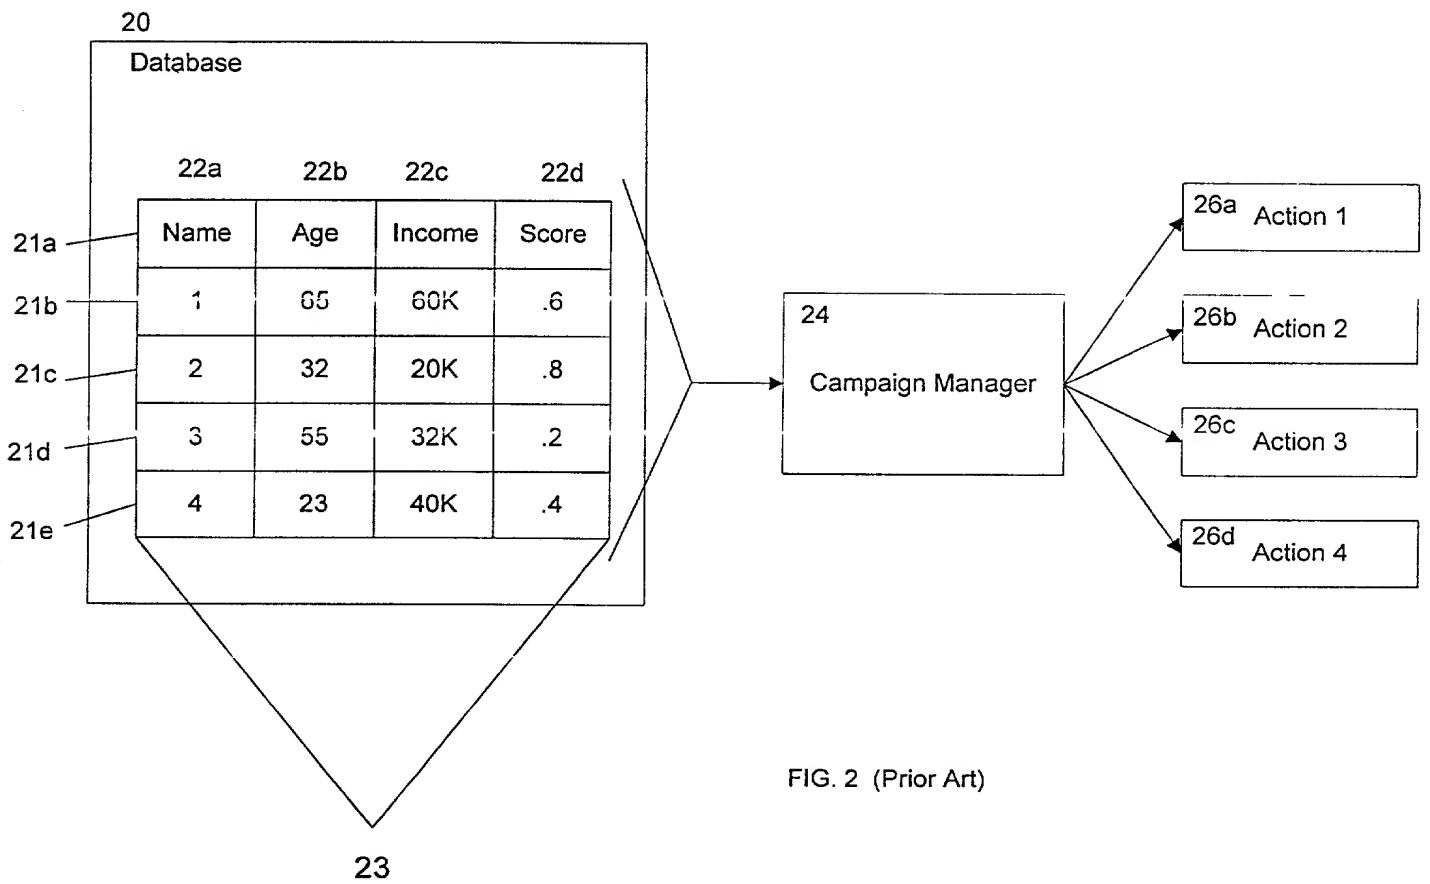 20
Database
22a 22b 22c 22d
21a Name Age Income Score
21b 1 65 60K .6
21c 2 32 20K .8
21d 3 55 32K .2
21e 4 23 40K .4
23
24
Campaign Manager
26a Action 1
26b Action 2
26c Action 3
26d Action 4
FIG. 2 (Prior Art)